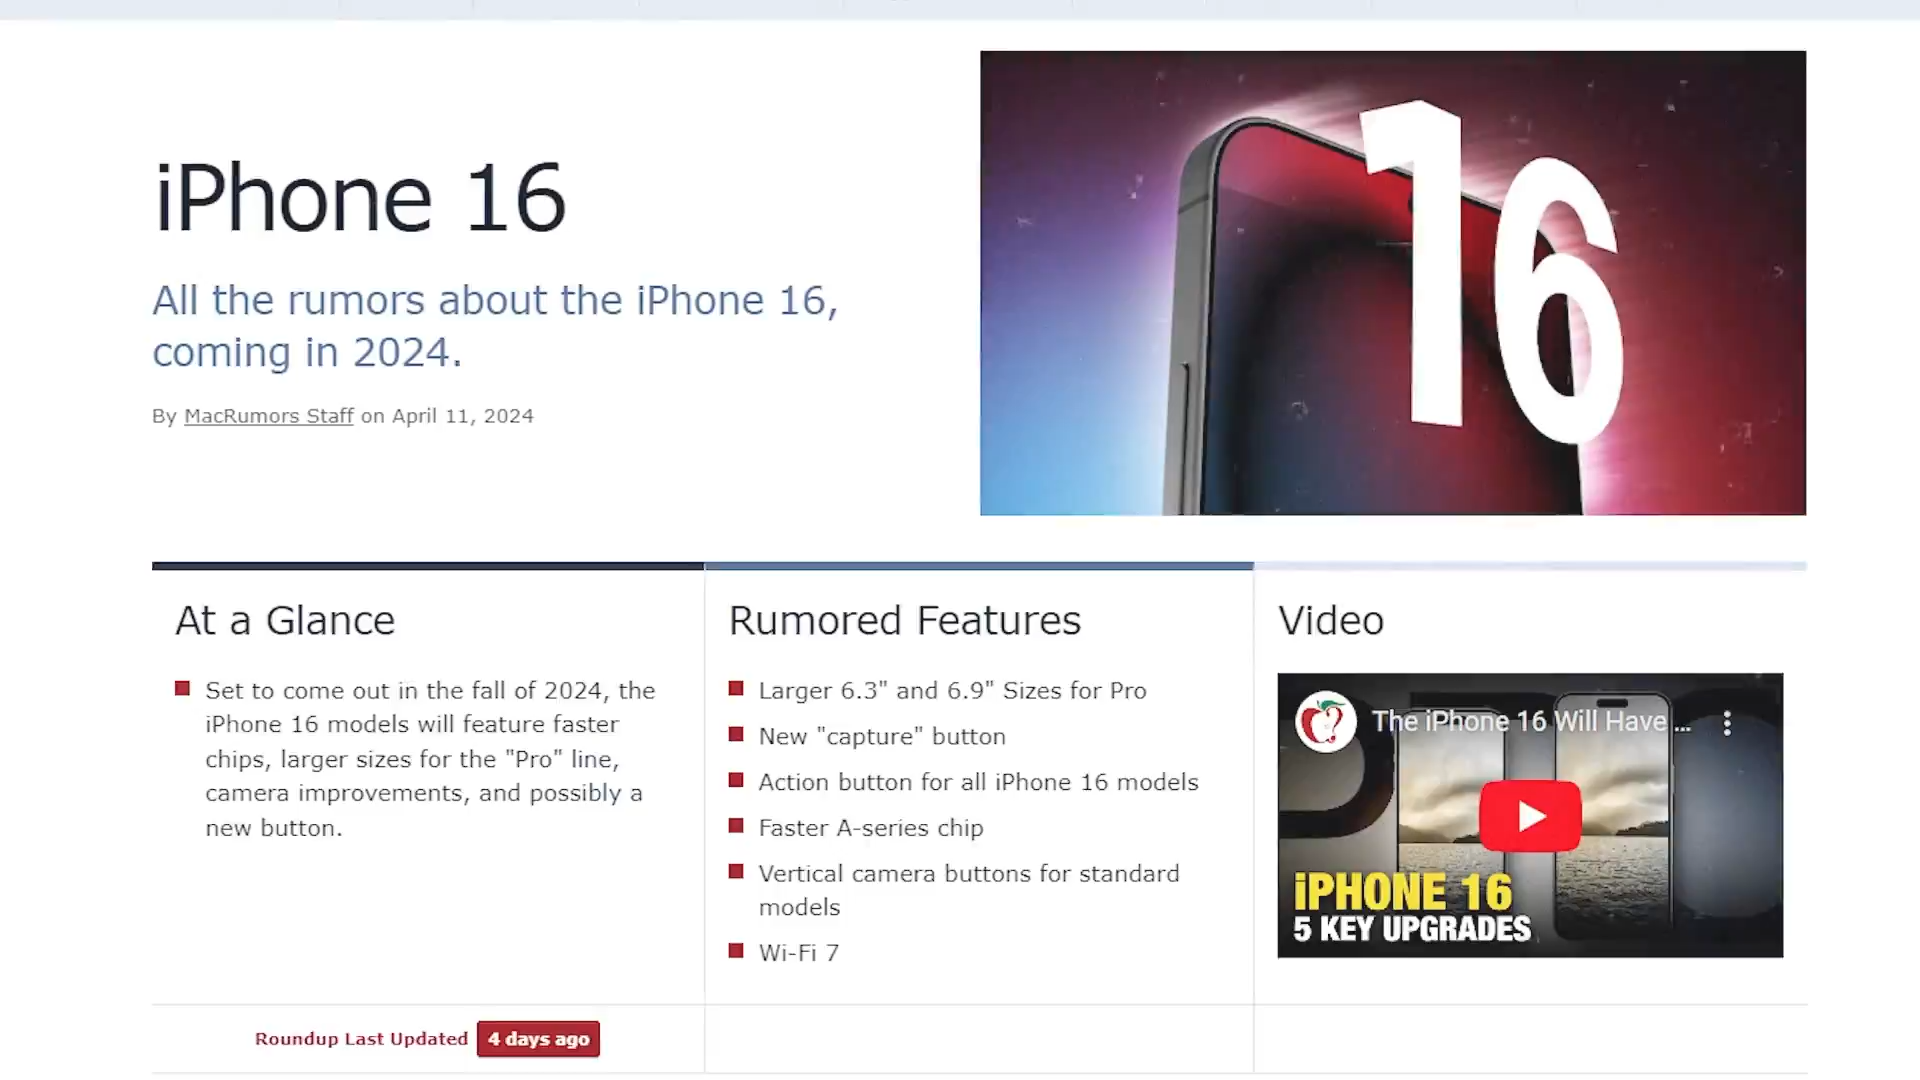 iPhone 16
All the rumors about the iPhone 16,
coming in 2024.
By MacRumors Staff on April 11, 2024
16
At a Glance
Set to come out in the fall of 2024, the
iPhone 16 models will feature faster
chips, larger sizes for the "Pro" line,
camera improvements, and possibly a
new button.
Roundup Last Updated 4 days ago
Rumored Features
Larger 6.3" and 6.9" Sizes for Pro
New "capture" button
Action button for all iPhone 16 models
Faster A-series chip
Vertical camera buttons for standard
models
Wi-Fi 7
Video
The iPhone 16 Will Have ...
iPHONE 16
5 KEY UPGRADES